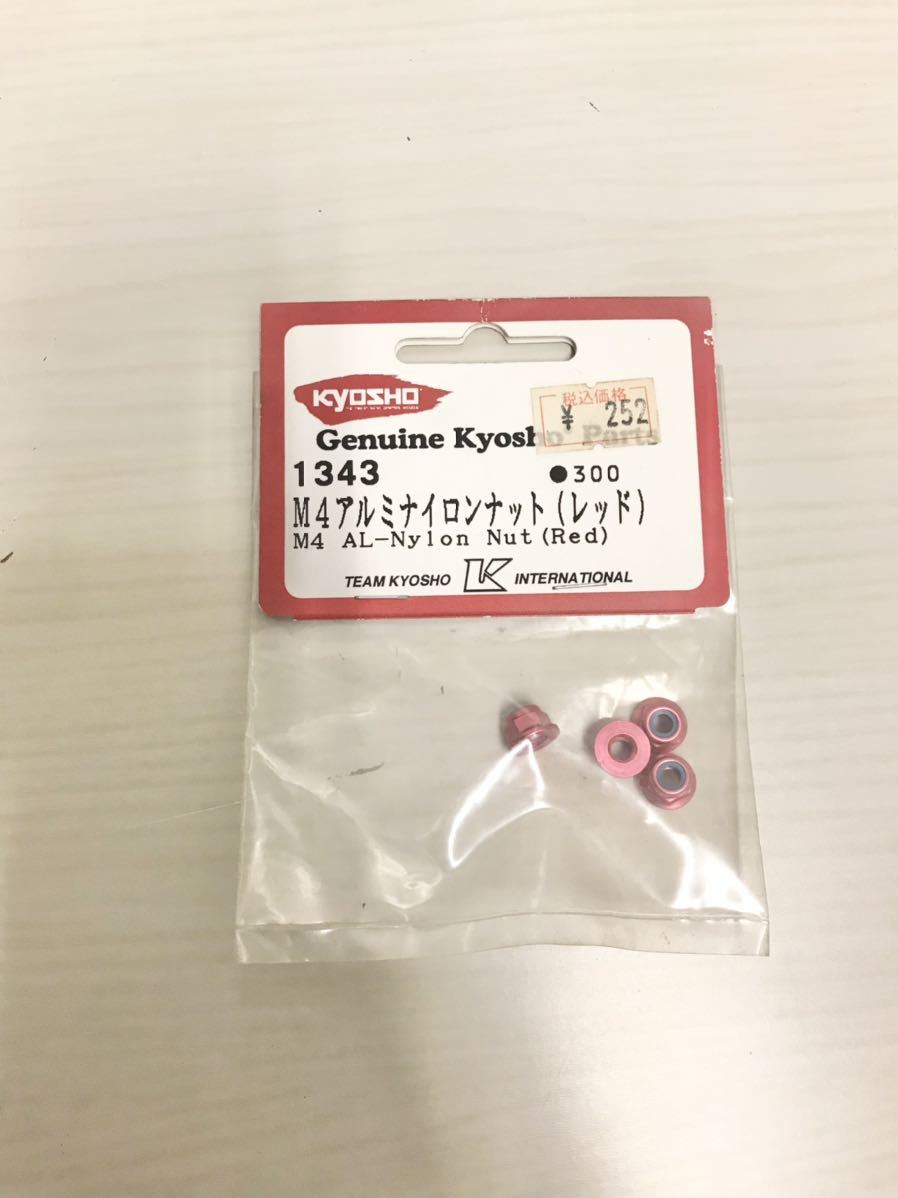 KYOSHO
税込価格
¥ 252
Genuine Kyosho Parts
1343 ●300
M4アルミナイロンナット(レッド)
M4 AL-Nylon Nut(Red)
TEAM KYOSHO K INTERNATIONAL